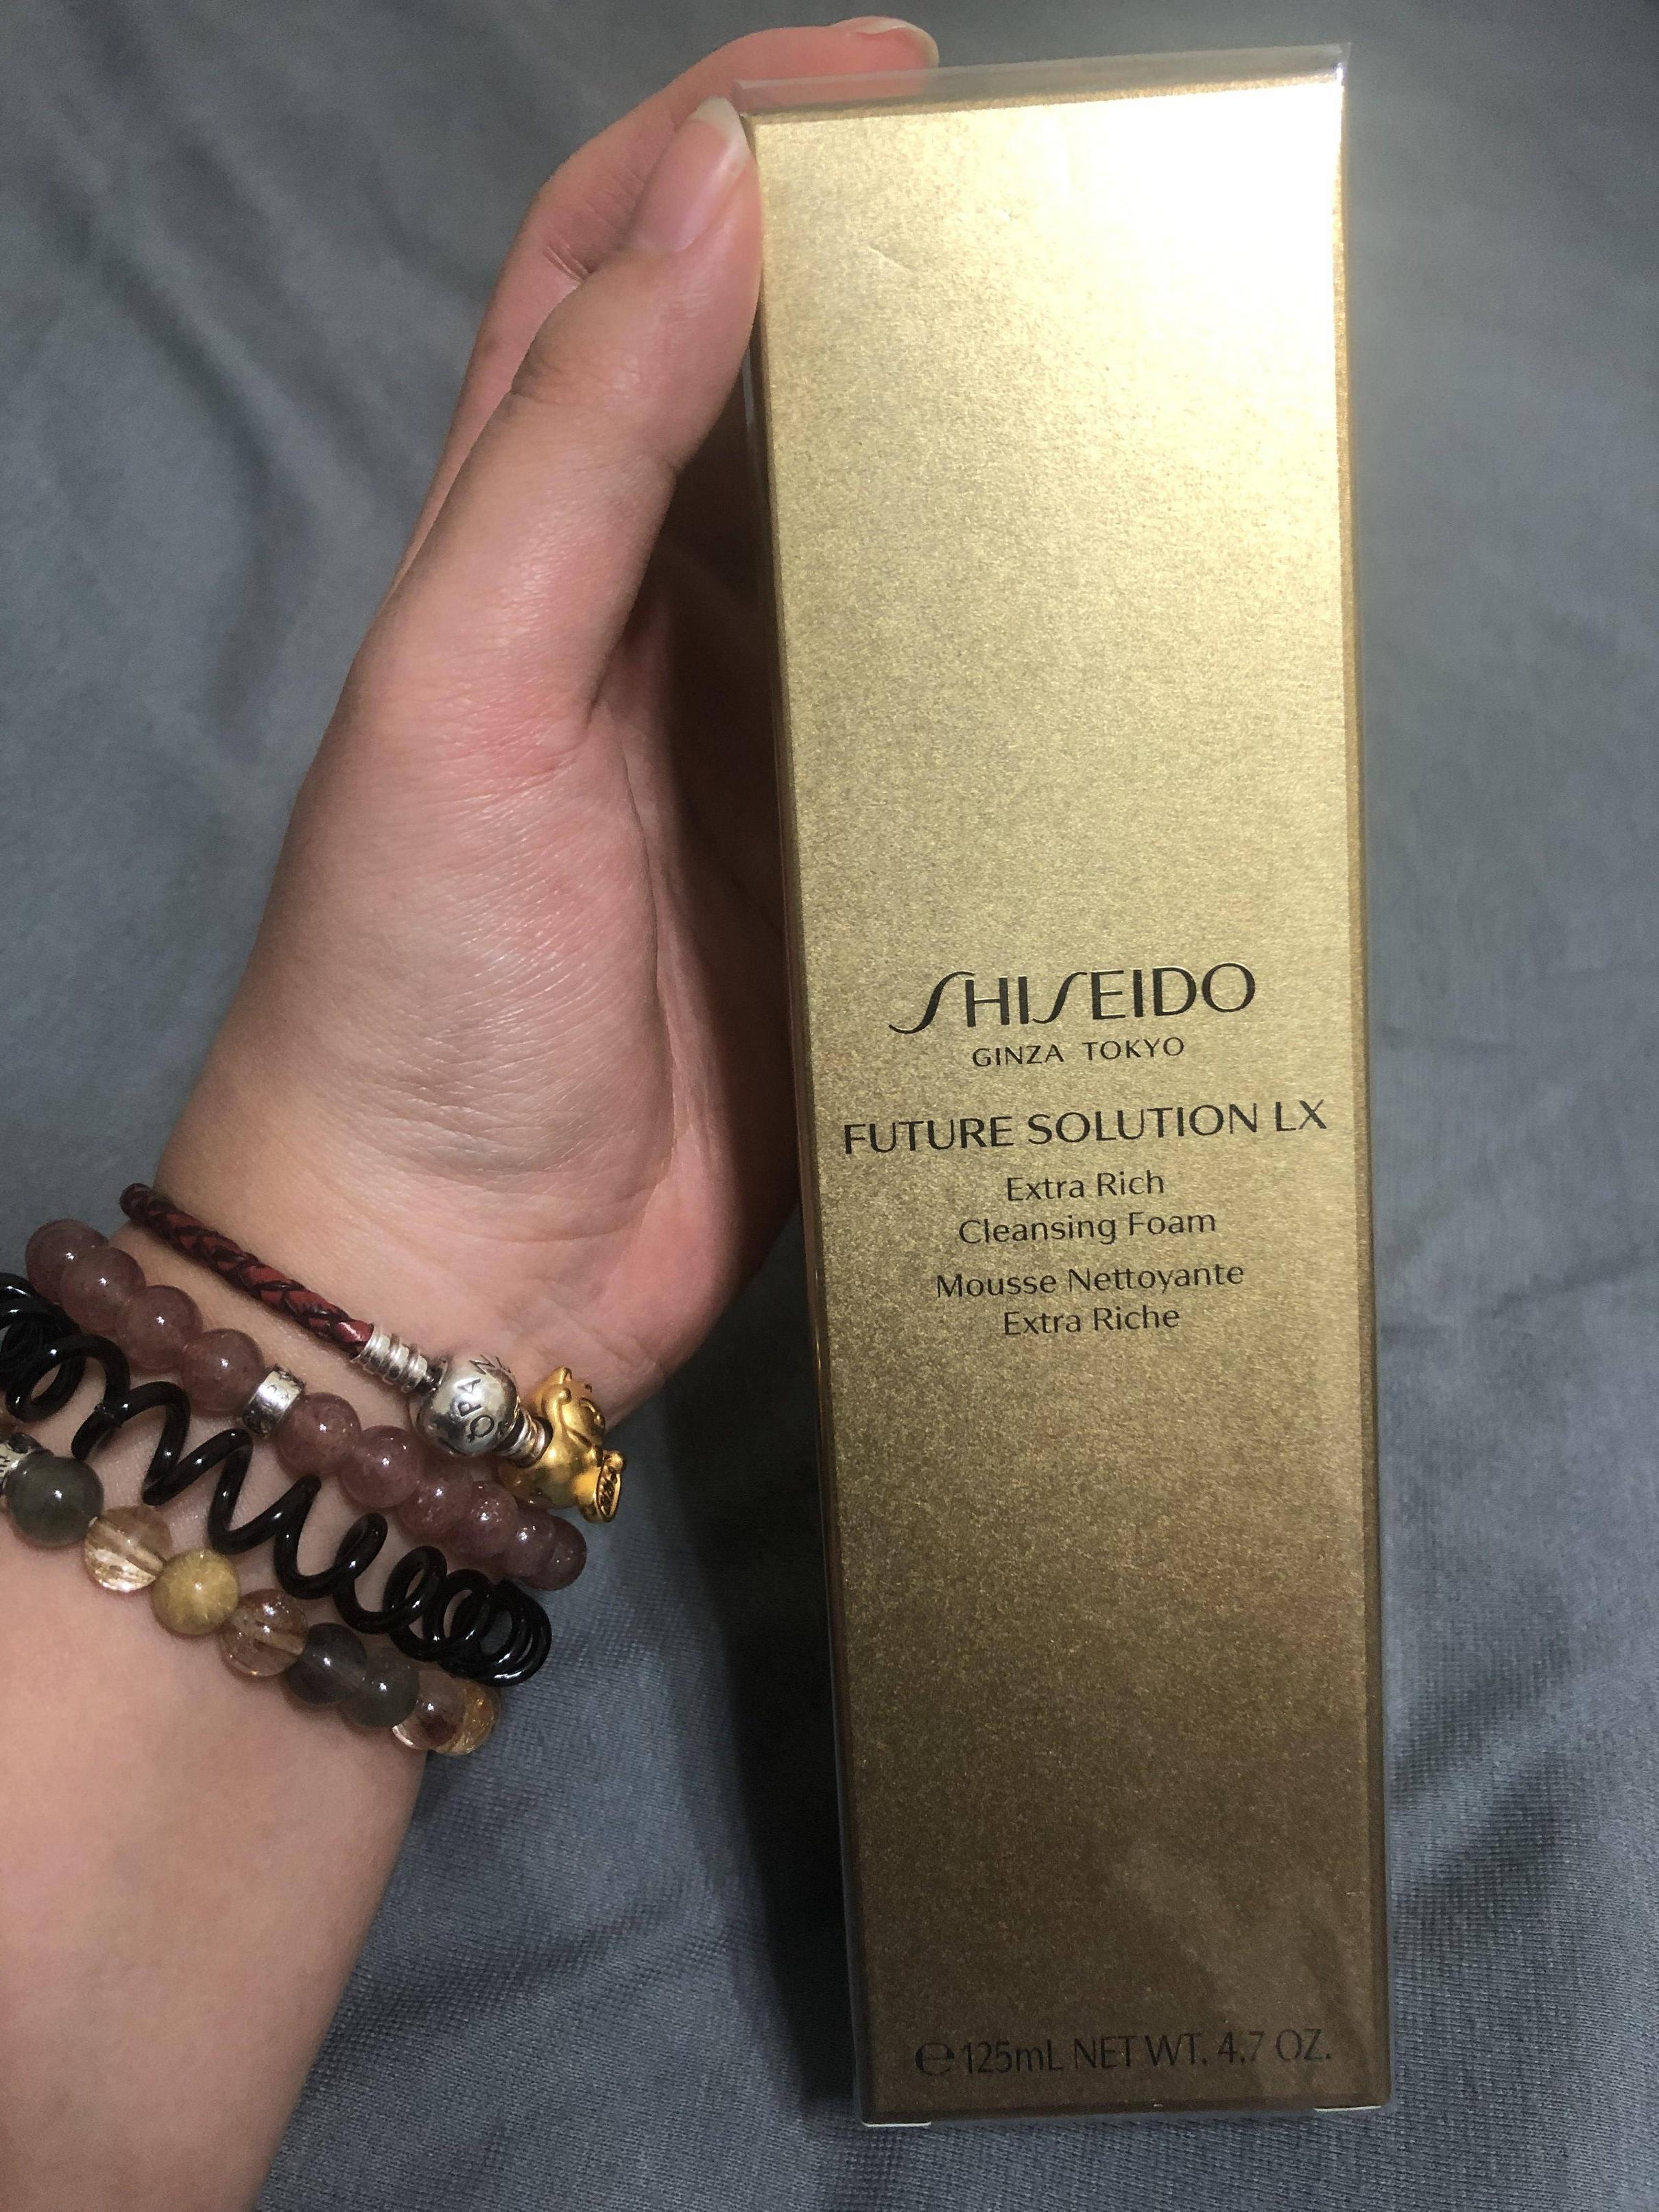 SHISEIDO
GINZA TOKYO
FUTURE SOLUTION LX
Extra Rich
Cleansing Foam
Mousse Nettoyante
Extra Riche
℮125mL NET WT. 4.7 OZ.